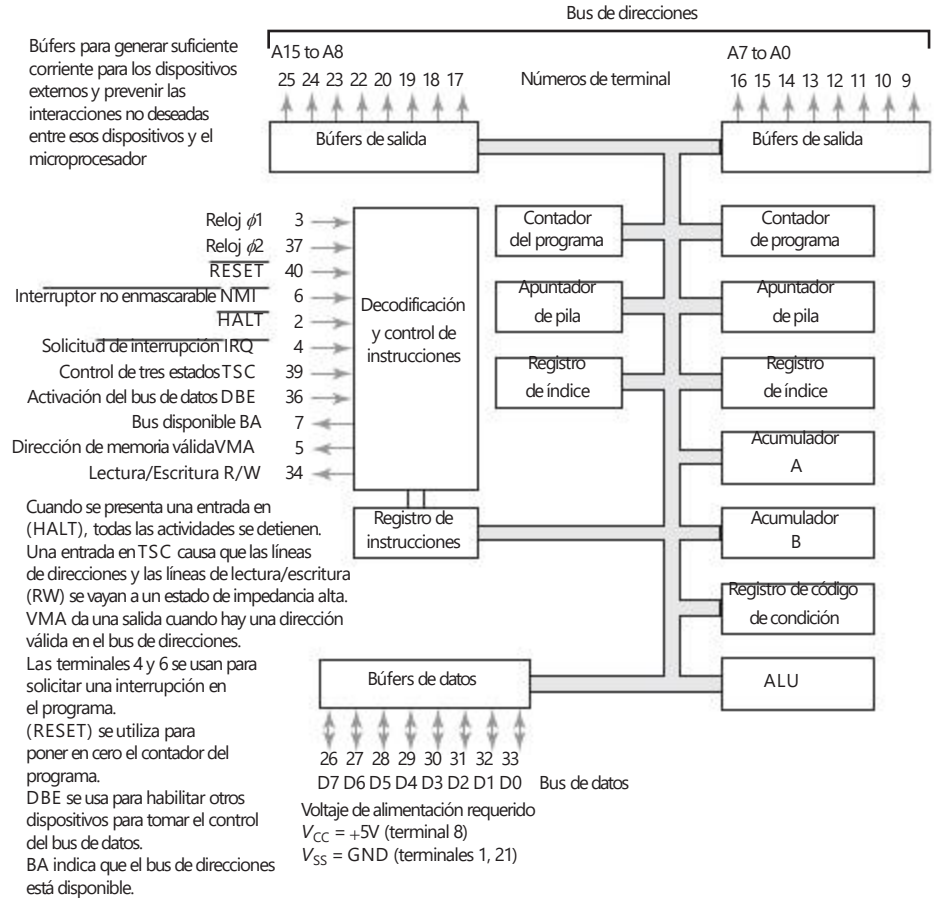 Bus de direcciones
Búfers para generar suficiente
corriente para los dispositivos
externos y prevenir las
interacciones no deseadas
entre esos dispositivos y el
microprocesador
A15 to A8
A7 to A0
25 24 23 22 20 19 18 17
Números de terminal
16 15 14 13 12 11 10 9
Búfers de salida
Búfers de salida
Reloj ϕ1 3
Reloj ϕ2 37
RESET 40
Interruptor no enmascarable NMI 6
HALT 2
Solicitud de interrupción IRQ 4
Control de tres estados TSC 39
Activación del bus de datos DBE 36
Bus disponible BA 7
Dirección de memoria válidaVMA 5
Lectura/Escritura R/W 34
Decodificación
y control de
instrucciones
Contador
del programa
Contador
de programa
Apuntador
de pila
Apuntador
de pila
Registro
de índice
Registro
de índice
Acumulador
A
Registro de
instrucciones
Acumulador
B
Registro de código
de condición
ALU
Cuando se presenta una entrada en
(HALT), todas las actividades se detienen.
Una entrada en TSC causa que las líneas
de direcciones y las líneas de lectura/escritura
(RW) se vayan a un estado de impedancia alta.
VMA da una salida cuando hay una dirección
válida en el bus de direcciones.
Las terminales 4 y 6 se usan para
solicitar una interrupción en
el programa.
(RESET) se utiliza para
poner en cero el contador del
programa.
DBE se usa para habilitar otros
dispositivos para tomar el control
del bus de datos.
BA indica que el bus de direcciones
está disponible.
Búfers de datos
26 27 28 29 30 31 32 33
D7 D6 D5 D4 D3 D2 D1 D0 Bus de datos
Voltaje de alimentación requerido
VCC = +5V (terminal 8)
VSS = GND (terminales 1, 21)